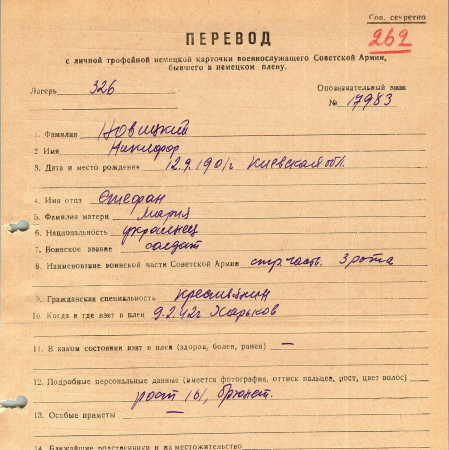 Сов. секретно
262
ПЕРЕВОД
с личной трофейной немецкой карточки военнослужащего Советской Армии,
бывшего в немецком плену.
Лагерь 326
Опознавательный знак
№ 17983
1. Фамилия Новицкий
2. Имя Никифор
3. Дата и место рождения 12.9.1901г Киевская обл.
4. Имя отца Стефан
5. Фамилия матери Мария
6. Национальность украинец
7. Воинское звание солдат
8. Наименование воинской части Советской Армии стр. часть. 3 рота
9. Гражданская специальность крестьянин
10. Когда и где взят в плен 9.2.42г Харьков
11. В каком состоянии взят в плен (здоров, болен, ранен) —
12. Подробные персональные данные (имеется фотография, оттиск пальцев, рост, цвет волос)
рост 161, брюнет.
13. Особые приметы —
14. Ближайшие родственники и их местожительство